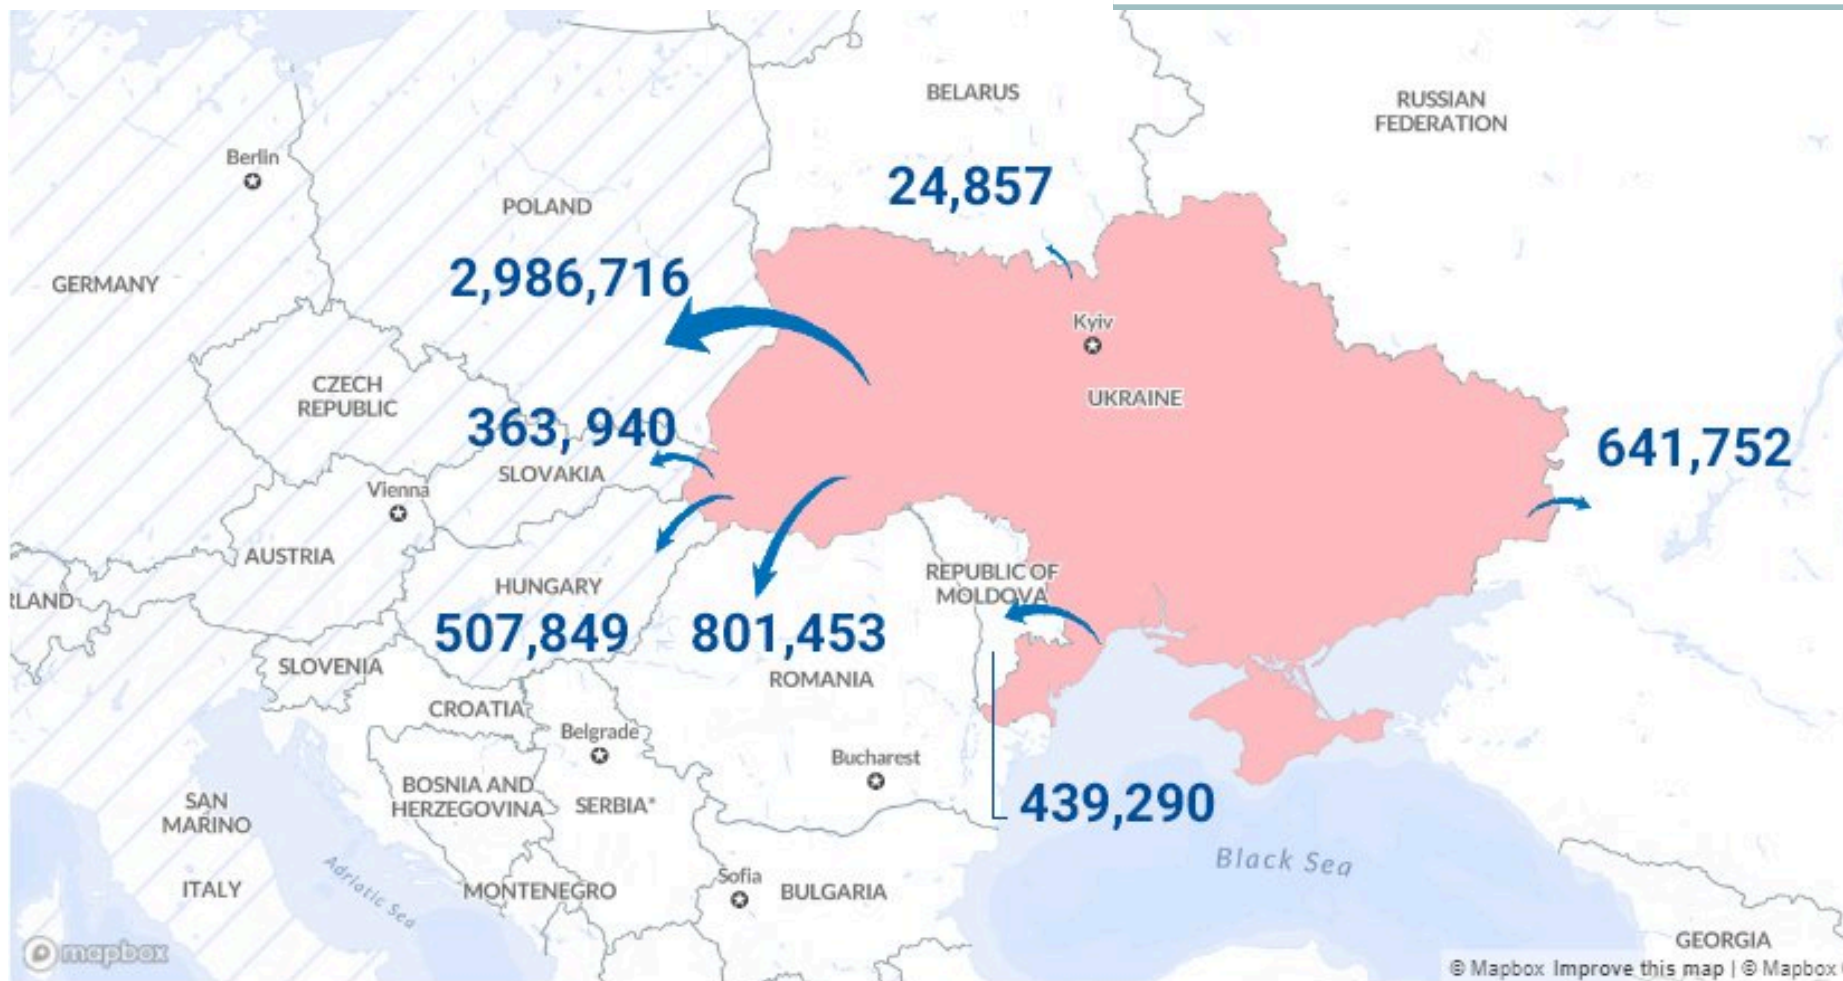 BELARUS
RUSSIAN
FEDERATION
Berlin
24,857
POLAND
2,986,716
GERMANY
Kyiv
UKRAINE
CZECH
REPUBLIC
363, 940
SLOVAKIA
641,752
Vienna
AUSTRIA
REPUBLIC OF
MOLDOVA
HUNGARY
RLAND
507,849
801,453
SLOVENIA
ROMANIA
CROATIA
Belgrade
Bucharest
BOSNIA AND
HERZEGOVINA
SERBIA*
439,290
SAN
MARINO
Black Sea
Adriatic Sea
ITALY
MONTENEGRO
Sofia
BULGARIA
GEORGIA
mapbox
© Mapbox Improve this map | © Mapbox